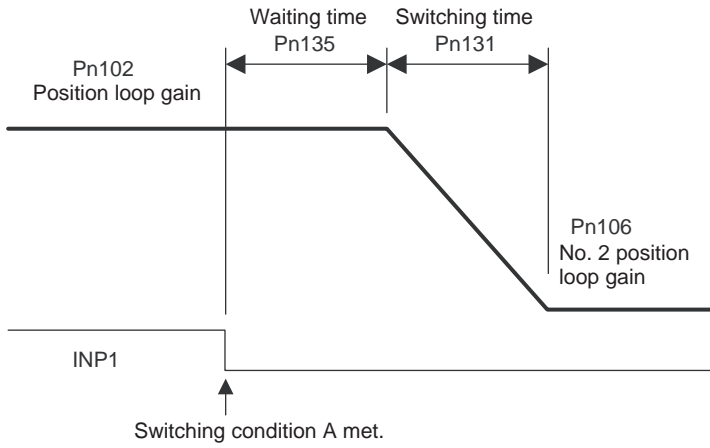 Waiting time
Pn135
Switching time
Pn131
Pn102
Position loop gain
Pn106
No. 2 position
loop gain
INP1
Switching condition A met.